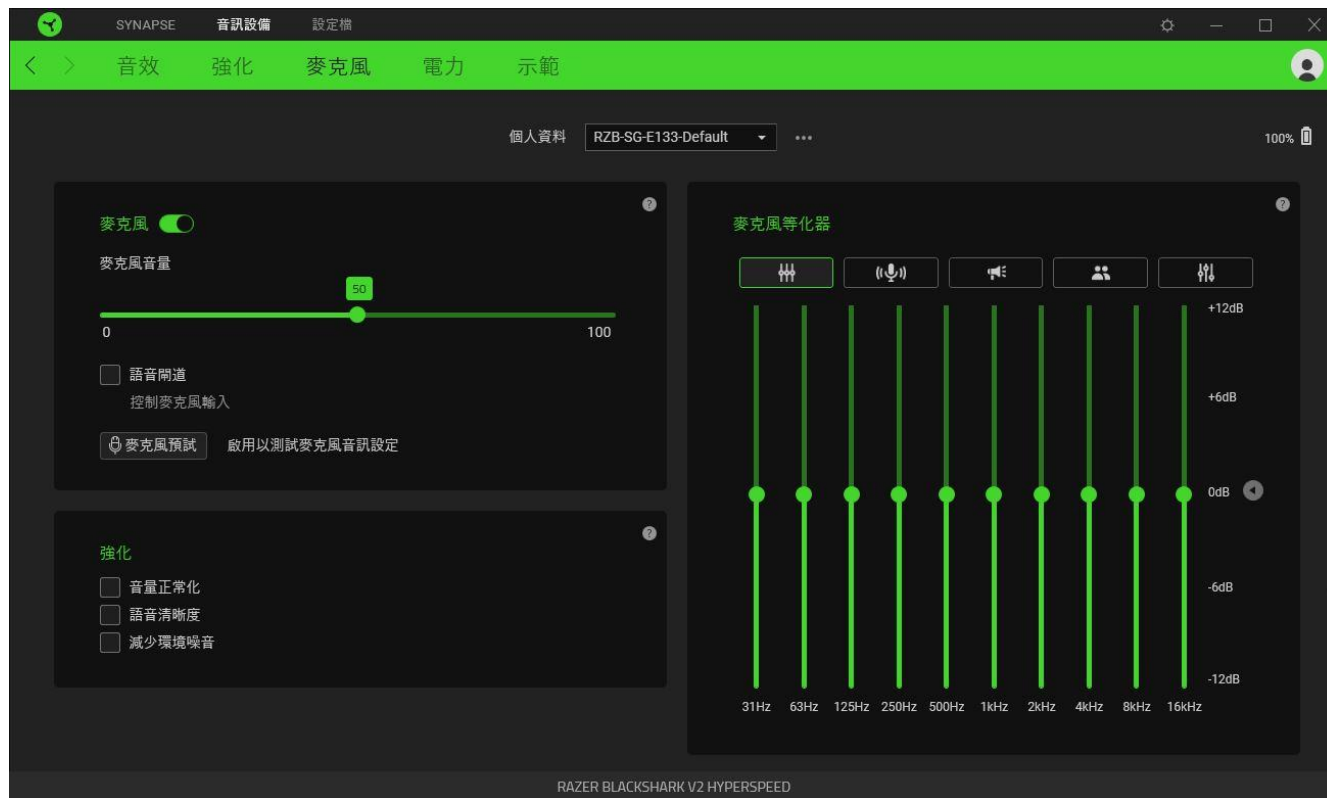 SYNAPSE 音訊設備 設定檔
音效 強化 麥克風 電力 示範
個人資料 RZB-SG-E133-Default
100%
麥克風
麥克風音量
50
0 100
語音閘道
控制麥克風輸入
麥克風預試 啟用以測試麥克風音訊設定
強化
音量正常化
語音清晰度
減少環境噪音
麥克風等化器
+12dB
+6dB
0dB
-6dB
-12dB
31Hz 63Hz 125Hz 250Hz 500Hz 1kHz 2kHz 4kHz 8kHz 16kHz
RAZER BLACKSHARK V2 HYPERSPEED